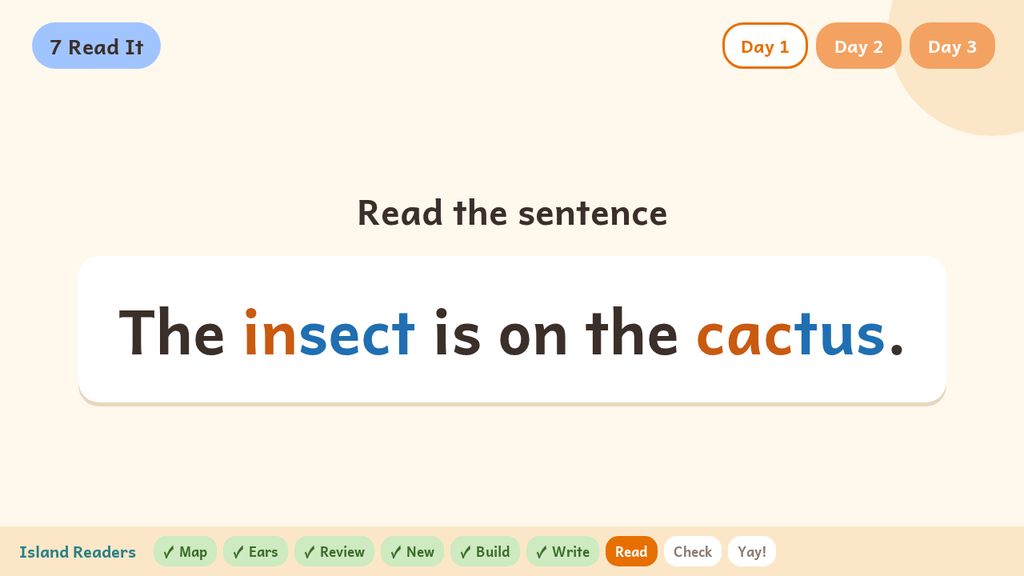 7 Read It
Day 1
Day 2
Day 3
Read the sentence
The insect is on the cactus.
Island Readers
✓ Map
✓ Ears
✓ Review
✓ New
✓ Build
✓ Write
Read
Check
Yay!